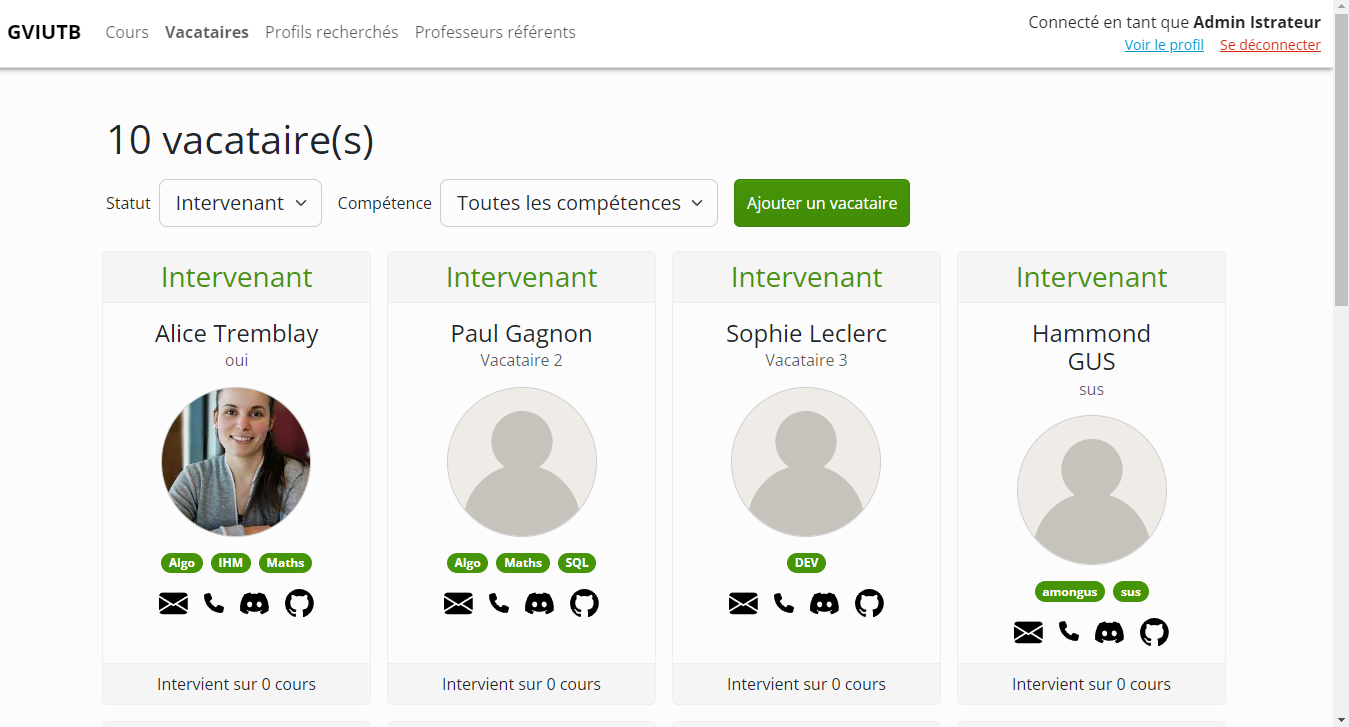 GVIUTB Cours Vacataires Profils recherchés Professeurs référents
Connecté en tant que Admin Istrateur
Voir le profil Se déconnecter
10 vacataire(s)
Statut Intervenant Compétence Toutes les compétences Ajouter un vacataire
Intervenant
Alice Tremblay
oui
Algo IHM Maths
Intervient sur 0 cours
Intervenant
Paul Gagnon
Vacataire 2
Algo Maths SQL
Intervient sur 0 cours
Intervenant
Sophie Leclerc
Vacataire 3
DEV
Intervient sur 0 cours
Intervenant
Hammond
GUS
sus
amongus sus
Intervient sur 0 cours